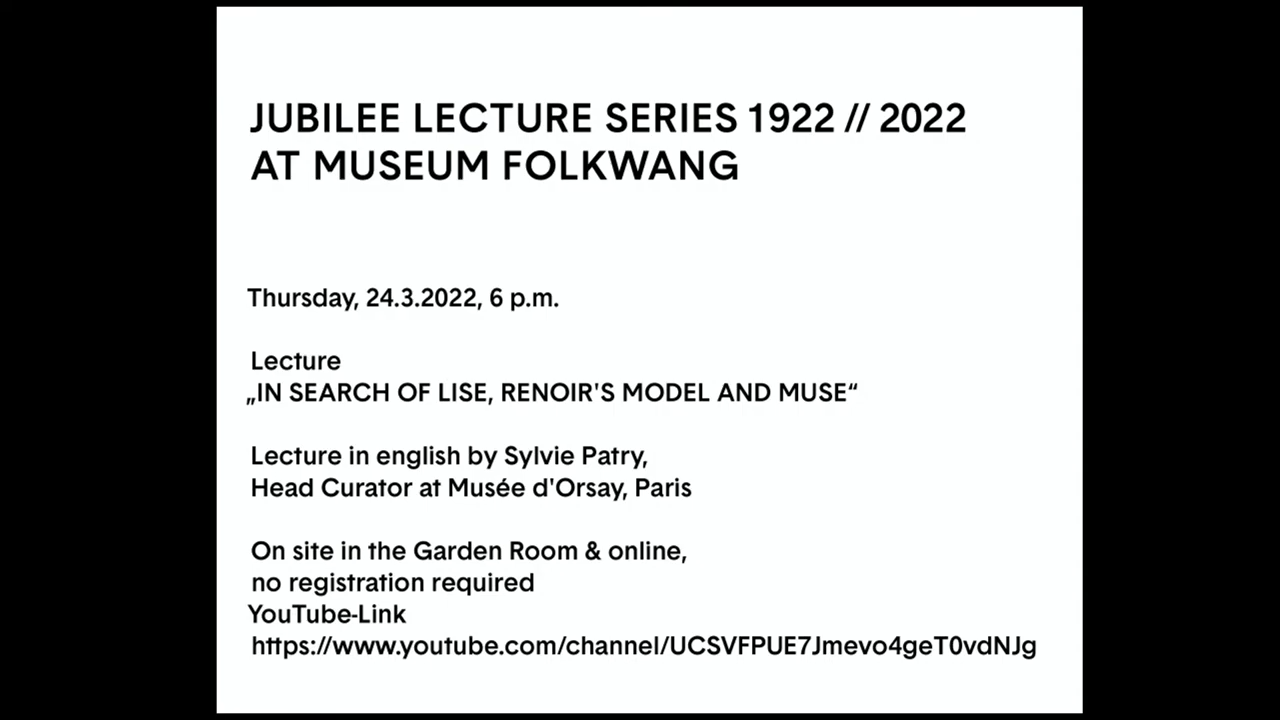 JUBILEE LECTURE SERIES 1922 // 2022
AT MUSEUM FOLKWANG
Thursday, 24.3.2022, 6 p.m.
Lecture
„IN SEARCH OF LISE, RENOIR'S MODEL AND MUSE“
Lecture in english by Sylvie Patry,
Head Curator at Musée d'Orsay, Paris
On site in the Garden Room & online,
no registration required
YouTube-Link
https://www.youtube.com/channel/UCSVFPUE7Jmevo4geT0vdNJg